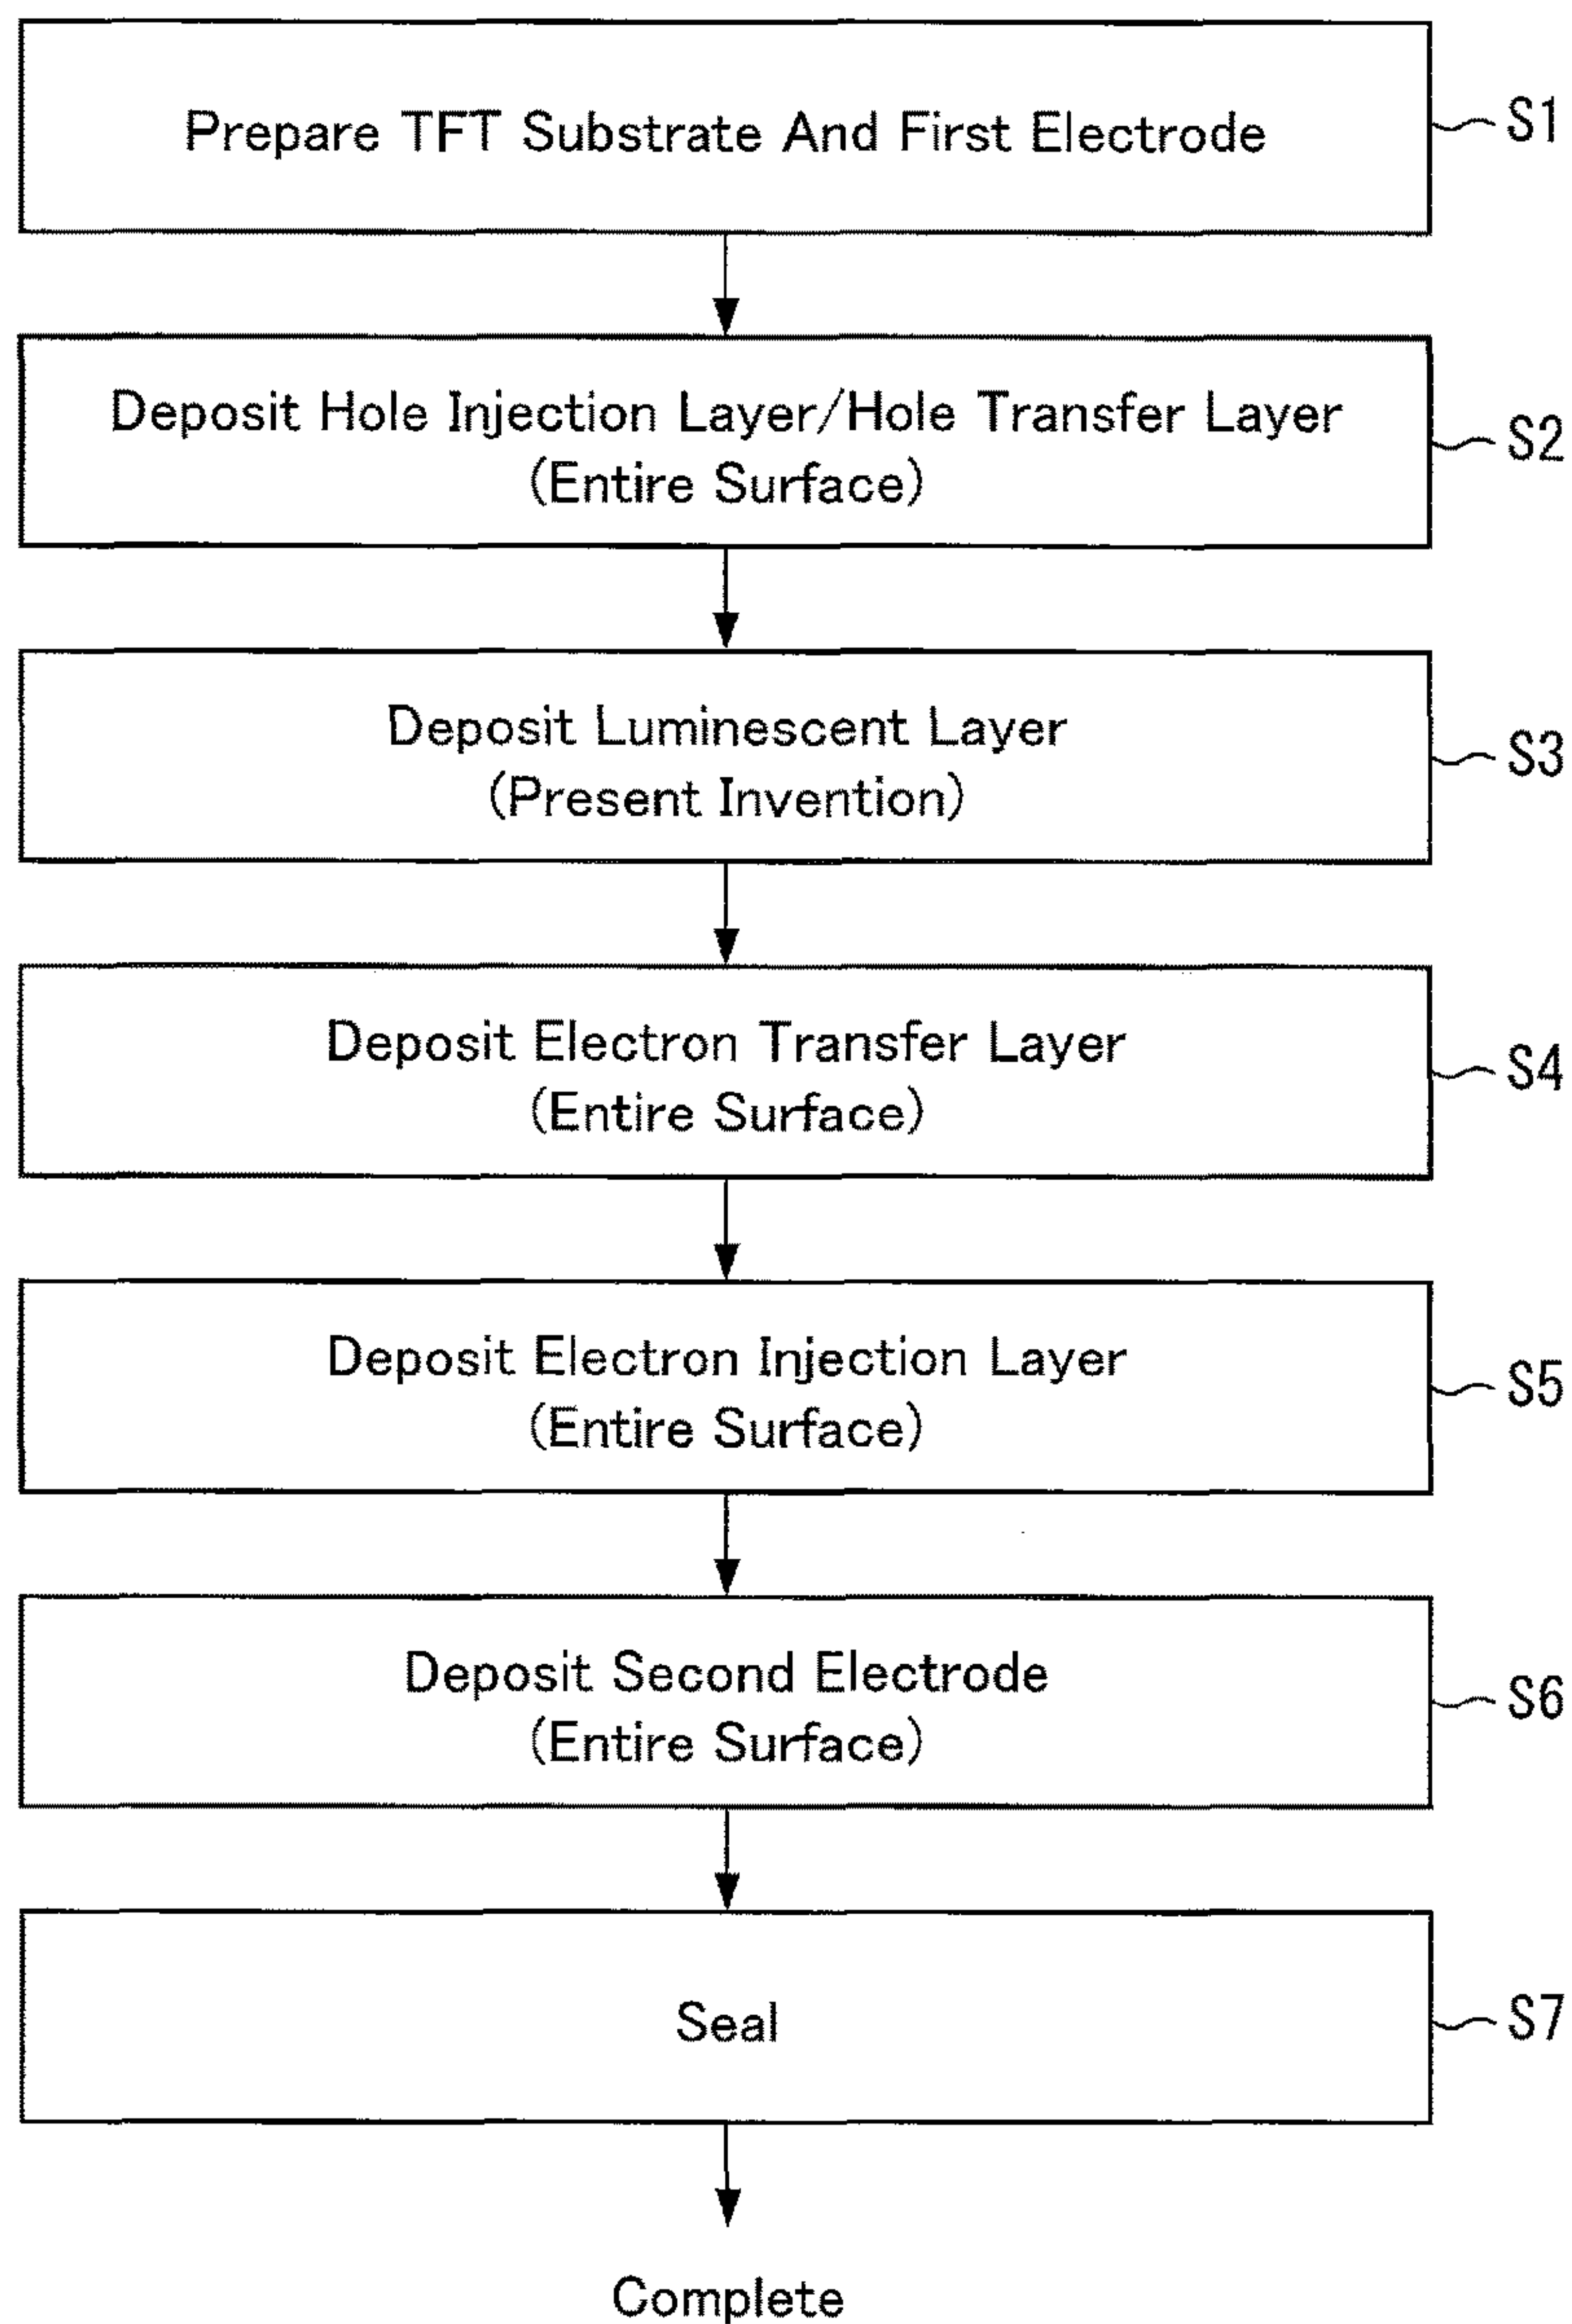 Prepare TFT Substrate And First Electrode
S1
Deposit Hole Injection Layer/Hole Transfer Layer
(Entire Surface)
S2
Deposit Luminescent Layer
(Present Invention)
S3
Deposit Electron Transfer Layer
(Entire Surface)
S4
Deposit Electron Injection Layer
(Entire Surface)
S5
Deposit Second Electrode
(Entire Surface)
S6
Seal
S7
Complete